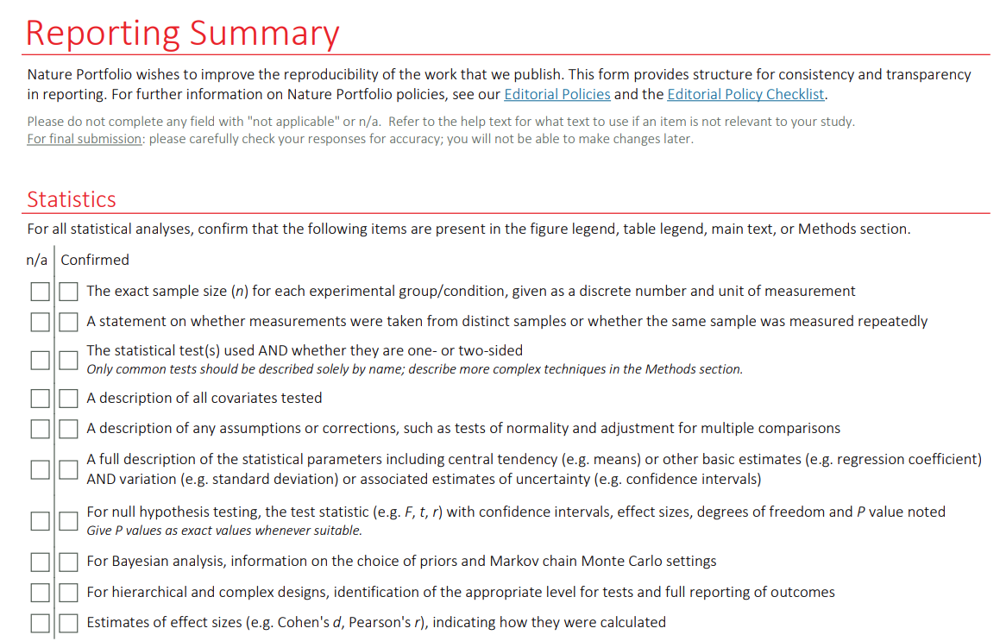 Reporting Summary
Nature Portfolio wishes to improve the reproducibility of the work that we publish. This form provides structure for consistency and transparency
in reporting. For further information on Nature Portfolio policies, see our Editorial Policies and the Editorial Policy Checklist.
Please do not complete any field with "not applicable" or n/a.  Refer to the help text for what text to use if an item is not relevant to your study.
For final submission: please carefully check your responses for accuracy; you will not be able to make changes later.
Statistics
For all statistical analyses, confirm that the following items are present in the figure legend, table legend, main text, or Methods section.
n/a Confirmed
The exact sample size (n) for each experimental group/condition, given as a discrete number and unit of measurement
A statement on whether measurements were taken from distinct samples or whether the same sample was measured repeatedly
The statistical test(s) used AND whether they are one- or two-sided
Only common tests should be described solely by name; describe more complex techniques in the Methods section.
A description of all covariates tested
A description of any assumptions or corrections, such as tests of normality and adjustment for multiple comparisons
A full description of the statistical parameters including central tendency (e.g. means) or other basic estimates (e.g. regression coefficient)
AND variation (e.g. standard deviation) or associated estimates of uncertainty (e.g. confidence intervals)
For null hypothesis testing, the test statistic (e.g. F, t, r) with confidence intervals, effect sizes, degrees of freedom and P value noted
Give P values as exact values whenever suitable.
For Bayesian analysis, information on the choice of priors and Markov chain Monte Carlo settings
For hierarchical and complex designs, identification of the appropriate level for tests and full reporting of outcomes
Estimates of effect sizes (e.g. Cohen's d, Pearson's r), indicating how they were calculated